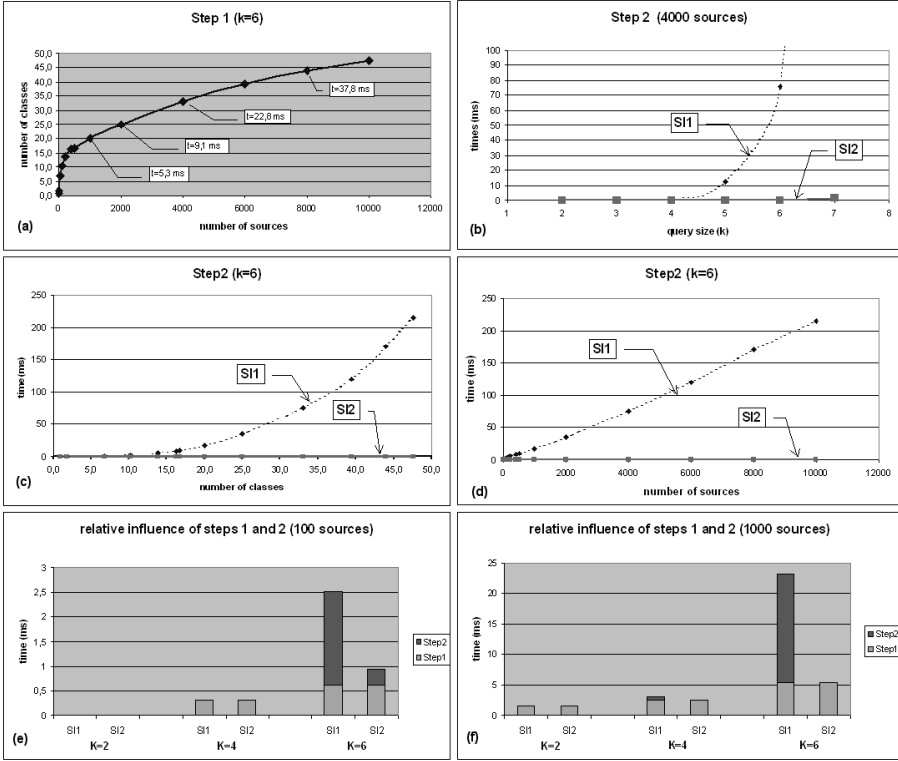 Step 1 (k=6)
50,0
45,0
40,0
35,0
30,0
25,0
20,0
15,0
10,0
5,0
0,0
number of classes
t=37,8 ms
t=22,8 ms
t=9,1 ms
t=5,3 ms
0 2000 4000 6000 8000 10000 12000
number of sources
(a)
Step 2 (4000 sources)
100
90
80
70
60
50
40
30
20
10
0
times (ms)
SI1
SI2
1 2 3 4 5 6 7 8
query size (k)
(b)
Step2 (k=6)
250
200
150
100
50
0
time (ms)
SI1
SI2
0,0 5,0 10,0 15,0 20,0 25,0 30,0 35,0 40,0 45,0 50,0
number of classes
(c)
Step2 (k=6)
250
200
150
100
50
0
time (ms)
SI1
SI2
0 2000 4000 6000 8000 10000 12000
number of sources
(d)
relative influence of steps 1 and 2 (100 sources)
3
2,5
2
1,5
1
0,5
0
time (ms)
Step2
Step1
SI1 SI2 SI1 SI2 SI1 SI2
K=2 K=4 K=6
(e)
relative influence of steps 1 and 2 (1000 sources)
25
20
15
10
5
0
time (ms)
Step2
Step1
SI1 SI2 SI1 SI2 SI1 SI2
K=2 K=4 K=6
(f)